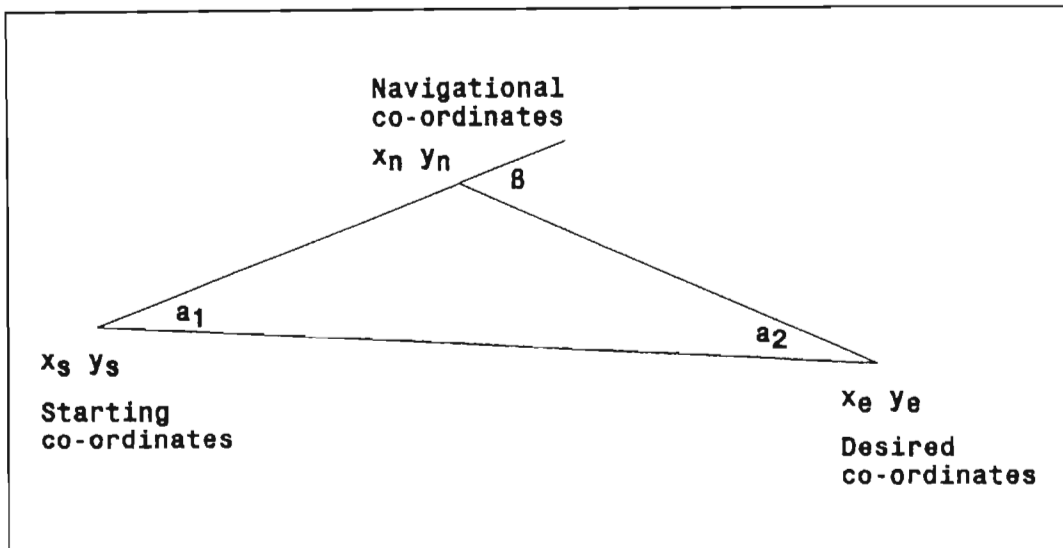 Navigational
co-ordinates
xn yn
B
a1
a2
xs ys
xe ye
Starting
co-ordinates
Desired
co-ordinates